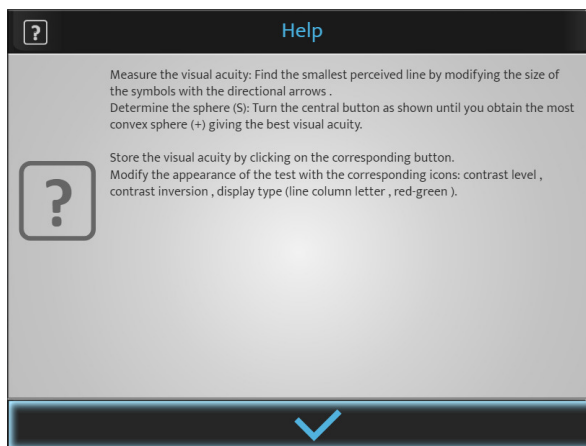 ?
Help
Measure the visual acuity: Find the smallest perceived line by modifying the size of
the symbols with the directional arrows .
Determine the sphere (S): Turn the central button as shown until you obtain the most
convex sphere (+) giving the best visual acuity.
Store the visual acuity by clicking on the corresponding button.
Modify the appearance of the test with the corresponding icons: contrast level ,
contrast inversion , display type (line column letter , red-green ).
?